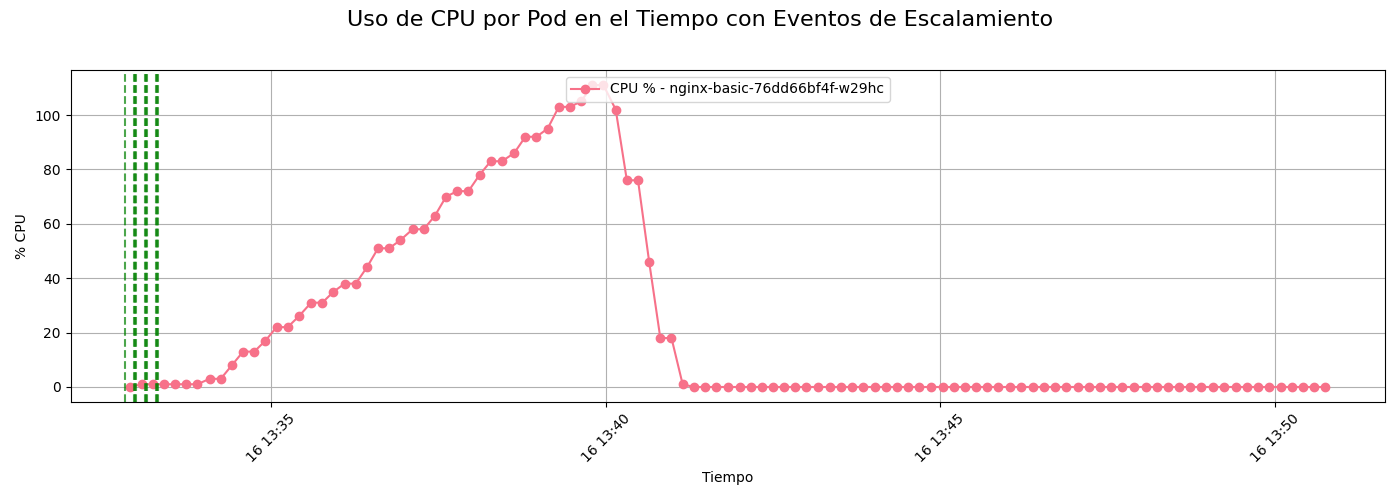 Uso de CPU por Pod en el Tiempo con Eventos de Escalamiento
CPU % - nginx-basic-76dd66bf4f-w29hc
% CPU
100
80
60
40
20
0
16 13:35
16 13:40
16 13:45
16 13:50
Tiempo